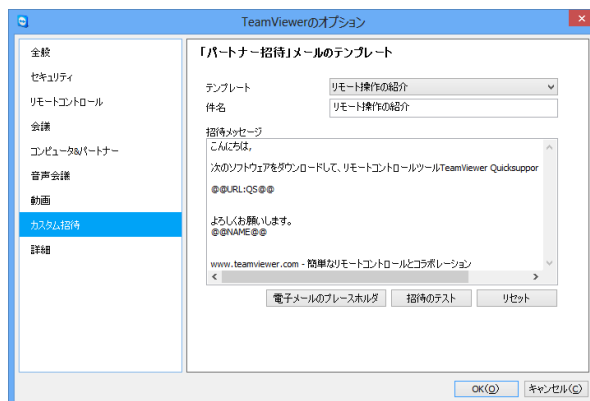 TeamViewerのオプション
全般
セキュリティ
リモートコントロール
会議
コンピュータ&パートナー
音声会議
動画
カスタム招待
詳細
「パートナー招待」メールのテンプレート
テンプレート
リモート操作の紹介
件名
リモート操作の紹介
招待メッセージ
こんにちは,
次のソフトウェアをダウンロードして、リモートコントロールツールTeamViewer Quicksuppor
@@URL:QS@@
よろしくお願いします。
@@NAME@@
www.teamviewer.com - 簡単なリモートコントロールとコラボレーション
電子メールのプレースホルダ
招待のテスト
リセット
OK(O)
キャンセル(C)